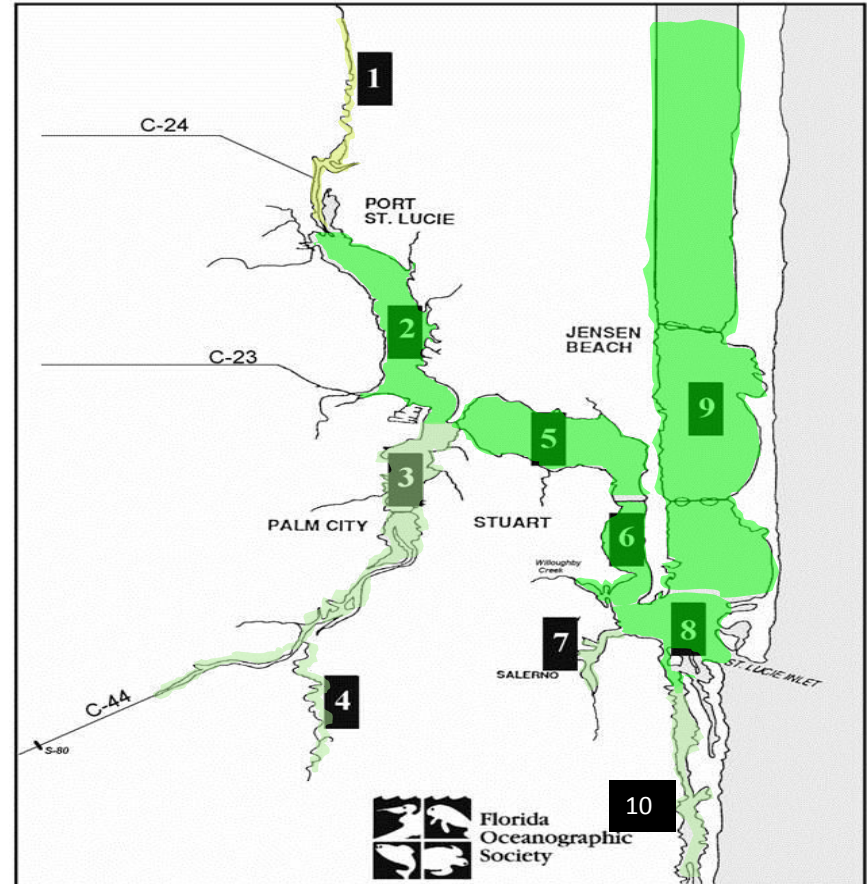 1
C-24
PORT
ST. LUCIE
2
JENSEN
BEACH
C-23
9
5
3
PALM CITY
STUART
6
Willoughby
Creek
7
8
SALERNO
ST. LUCIE INLET
4
C-44
S-80
10
Florida
Oceanographic
Society